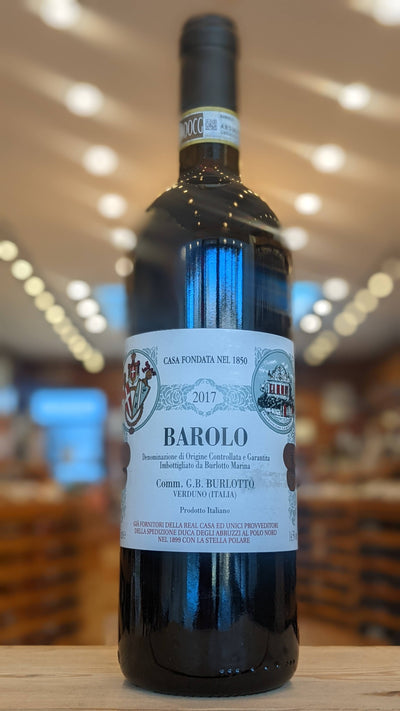 DOCG
CASA FONDATA NEL 1850
2017
BAROLO
Denominazione di Origine Controllata e Garantita
Imbottigliato da Burlotto Marina
Comm. G.B. BURLOTTO
VERDUNO (ITALIA)
Prodotto Italiano
GIÀ FORNITORI DELLA REAL CASA ED UNICI PROVVEDITORI
DELLA SPEDIZIONE DUCA DEGLI ABRUZZI AL POLO NORD
NEL 1899 CON LA STELLA POLARE